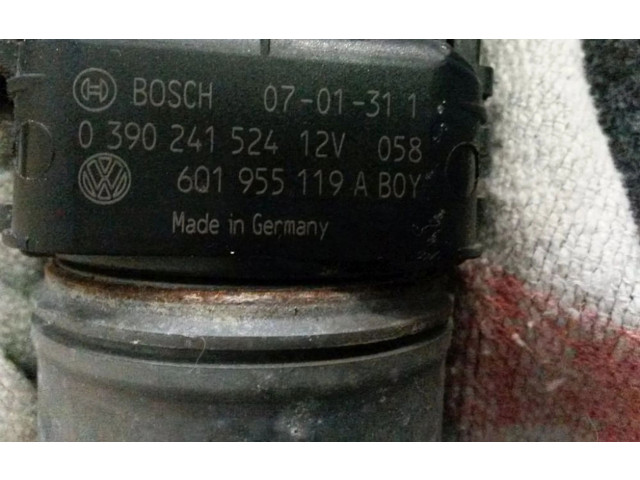 BOSCH 07-01-31 1
0 390 241 524 12V 058
6Q1 955 119 A BOY
Made in Germany